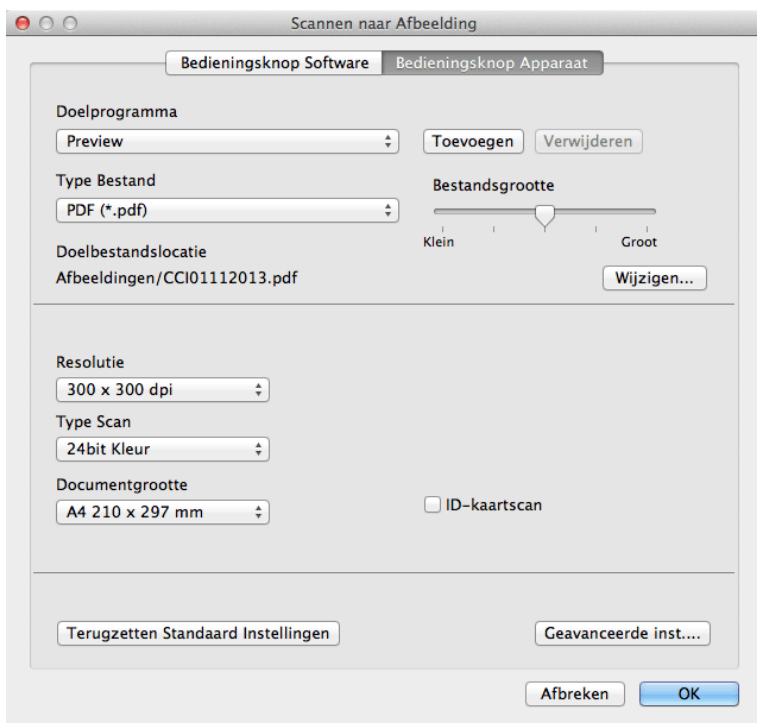 Scannen naar Afbeelding
Bedieningsknop Software
Bedieningsknop Apparaat
Doelprogramma
Preview
Toevoegen
Verwijderen
Type Bestand
PDF (*.pdf)
Bestandsgrootte
Klein
Groot
Doelbestandslocatie
Afbeeldingen/CCI01112013.pdf
Wijzigen...
Resolutie
300 x 300 dpi
Type Scan
24bit Kleur
Documentgrootte
A4 210 x 297 mm
ID-kaartscan
Terugzetten Standaard Instellingen
Geavanceerde inst....
Afbreken
OK